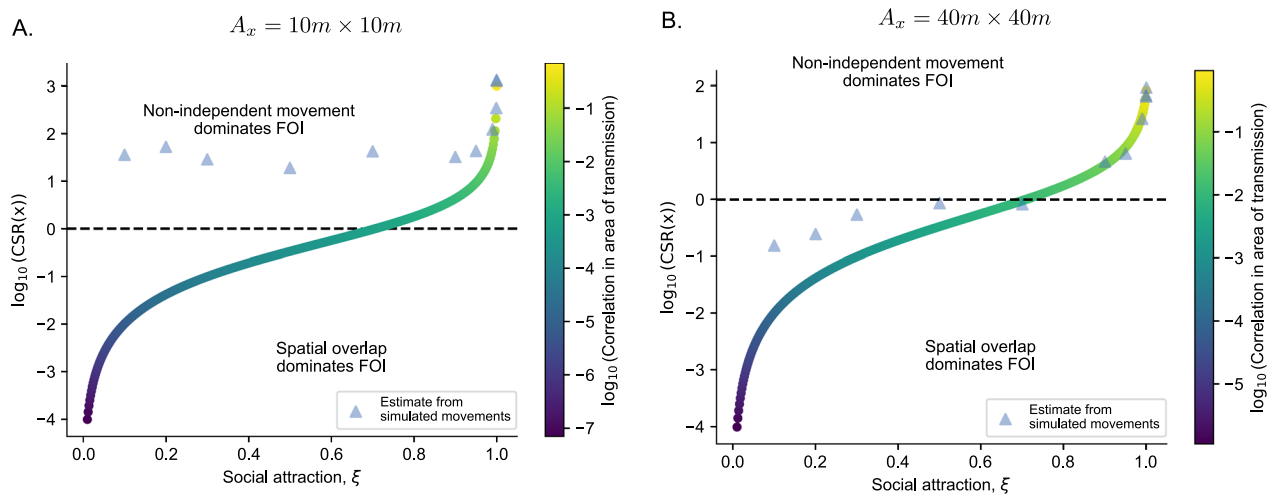 A.
A_x = 10m × 10m
3
2
1
0
−1
−2
−3
−4
log₁₀(CSR(x))
Non-independent movement
dominates FOI
Spatial overlap
dominates FOI
Estimate from
simulated movements
0.0 0.2 0.4 0.6 0.8 1.0
Social attraction, ξ
−1
−2
−3
−4
−5
−6
−7
log₁₀(Correlation in area of transmission)
B.
A_x = 40m × 40m
2
1
0
−1
−2
−3
−4
log₁₀(CSR(x))
Non-independent movement
dominates FOI
Spatial overlap
dominates FOI
Estimate from
simulated movements
0.0 0.2 0.4 0.6 0.8 1.0
Social attraction, ξ
−1
−2
−3
−4
−5
log₁₀(Correlation in area of transmission)